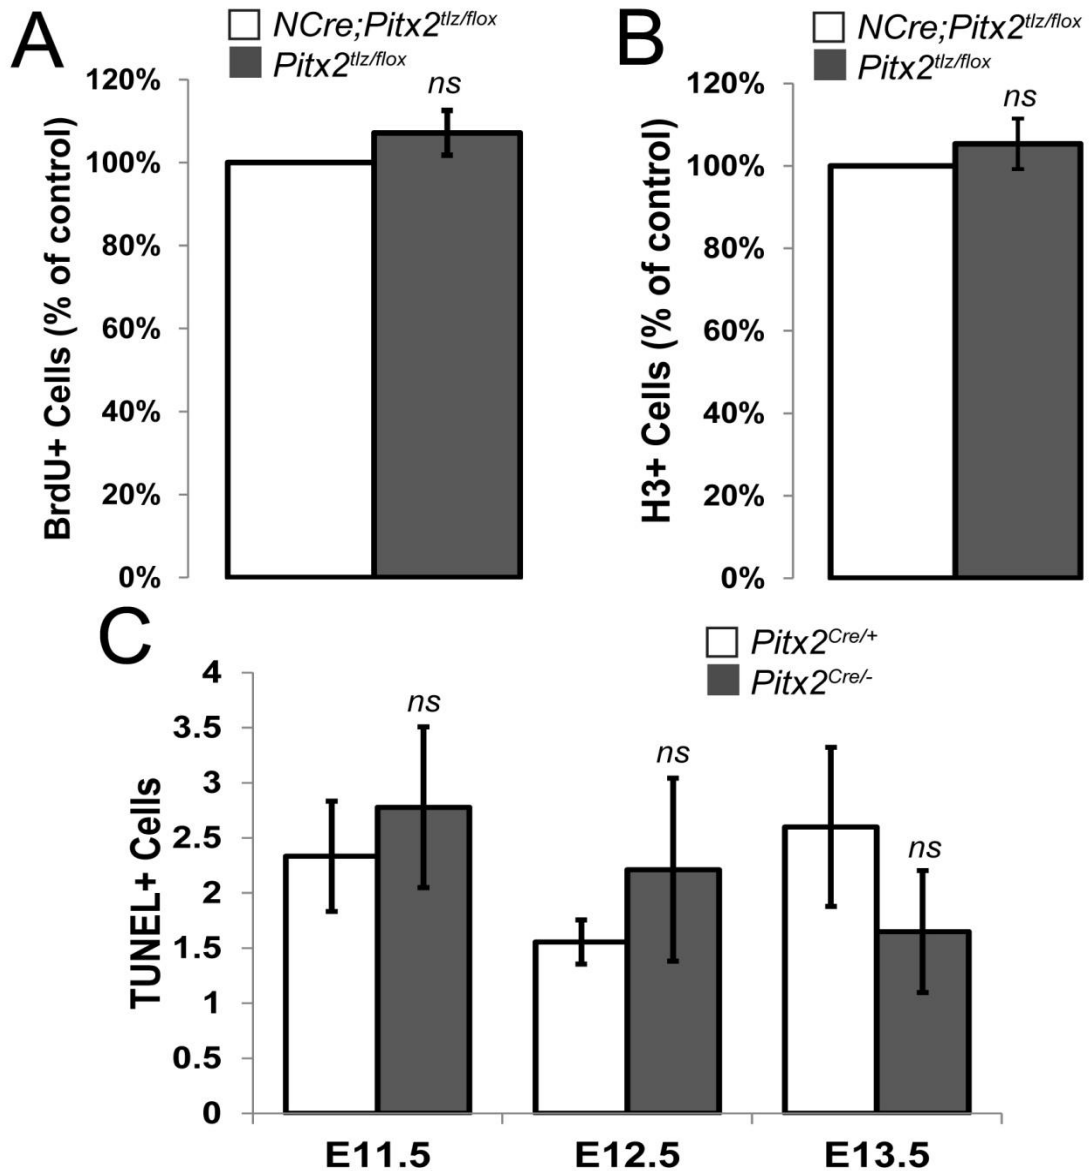 A
NCre;Pitx2tlz/flox
Pitx2tlz/flox
120%
100%
80%
60%
40%
20%
0%
BrdU+ Cells (% of control)
ns
B
NCre;Pitx2tlz/flox
Pitx2tlz/flox
120%
100%
80%
60%
40%
20%
0%
H3+ Cells (% of control)
ns
C
Pitx2Cre/+
Pitx2Cre/-
4
3.5
3
2.5
2
1.5
1
0.5
0
TUNEL+ Cells
ns
ns
ns
E11.5 E12.5 E13.5